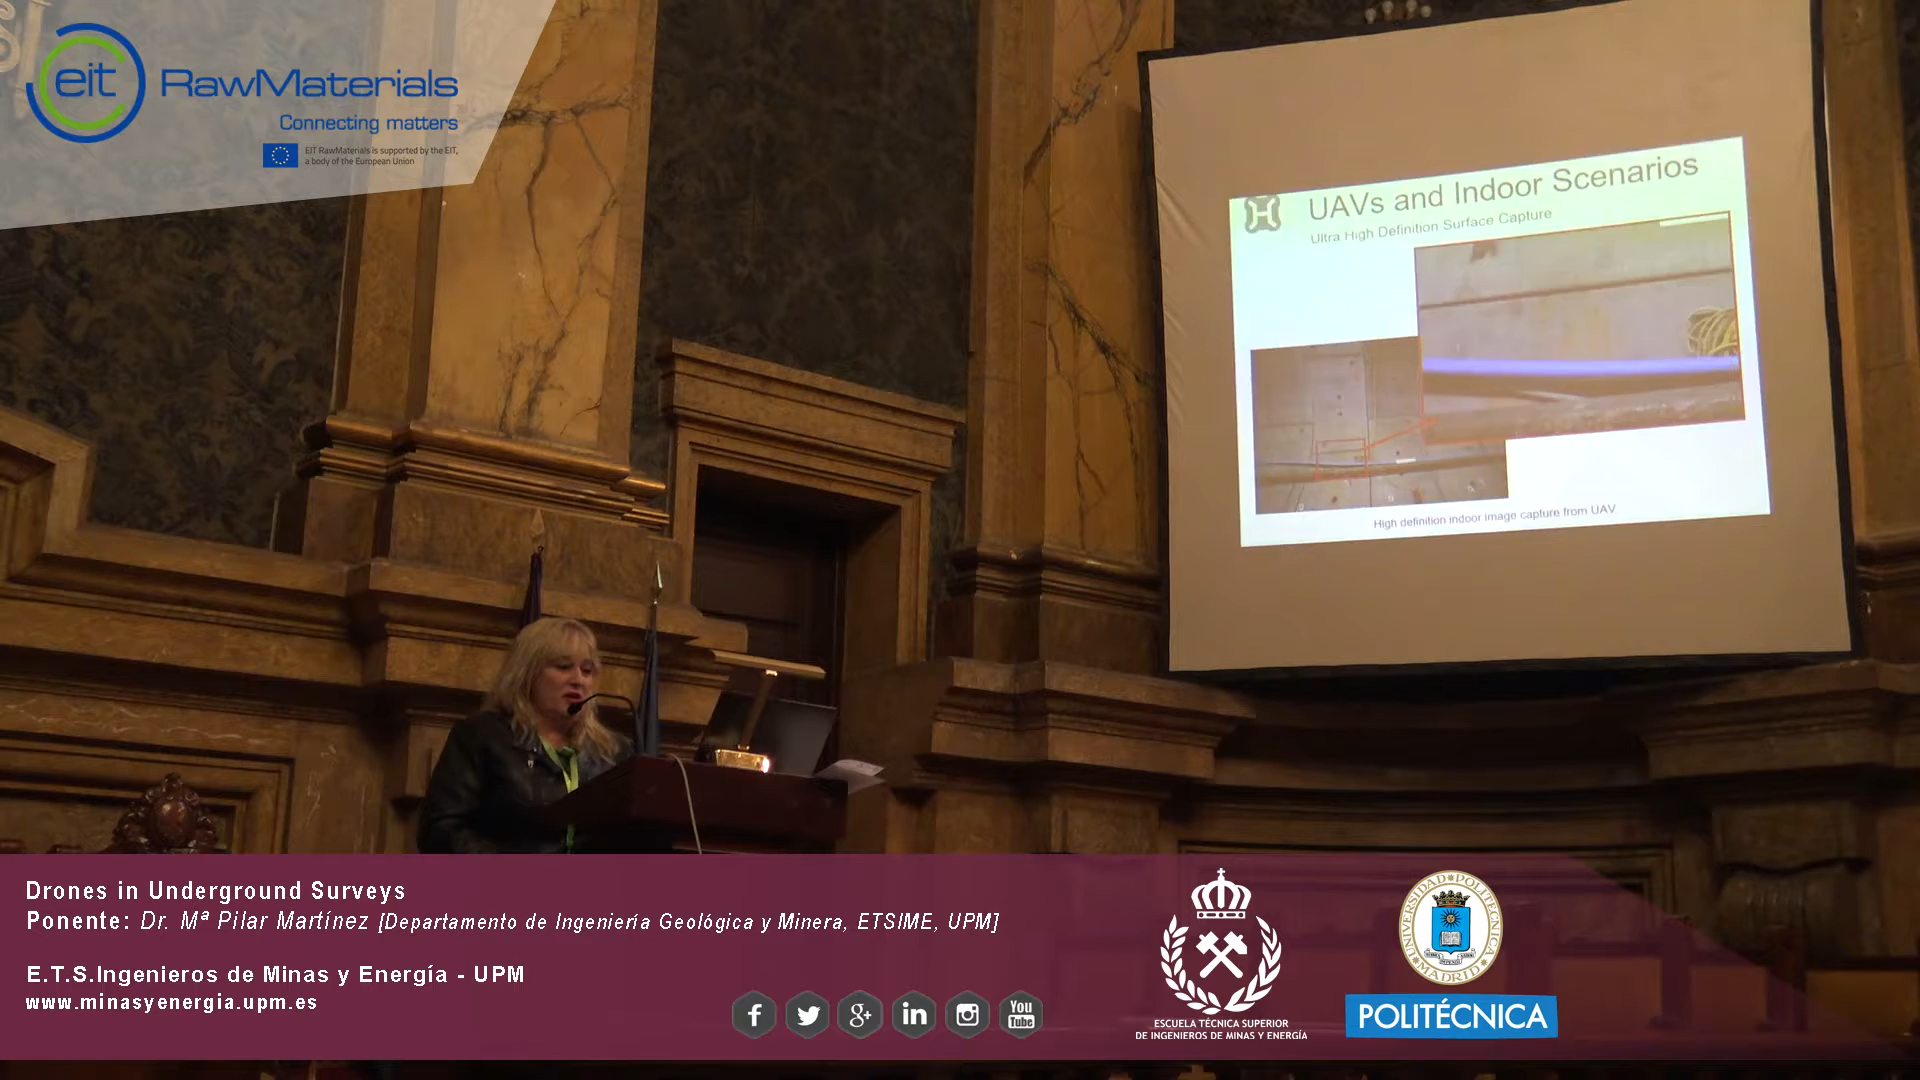 eit RawMaterials
Connecting matters
EIT RawMaterials is supported by the EIT,
a body of the European Union
UAVs and Indoor Scenarios
Ultra High Definition Surface Capture
High definition indoor image capture from UAV
Drones in Underground Surveys
Ponente: Dr. Mª Pilar Martínez [Departamento de Ingeniería Geológica y Minera, ETSIME, UPM]
E.T.S.Ingenieros de Minas y Energía - UPM
www.minasyenergia.upm.es
f
g+
in
You
Tube
ESCUELA TÉCNICA SUPERIOR
DE INGENIEROS DE MINAS Y ENERGÍA
UNIVERSIDAD POLITÉCNICA
MADRID
POLITÉCNICA